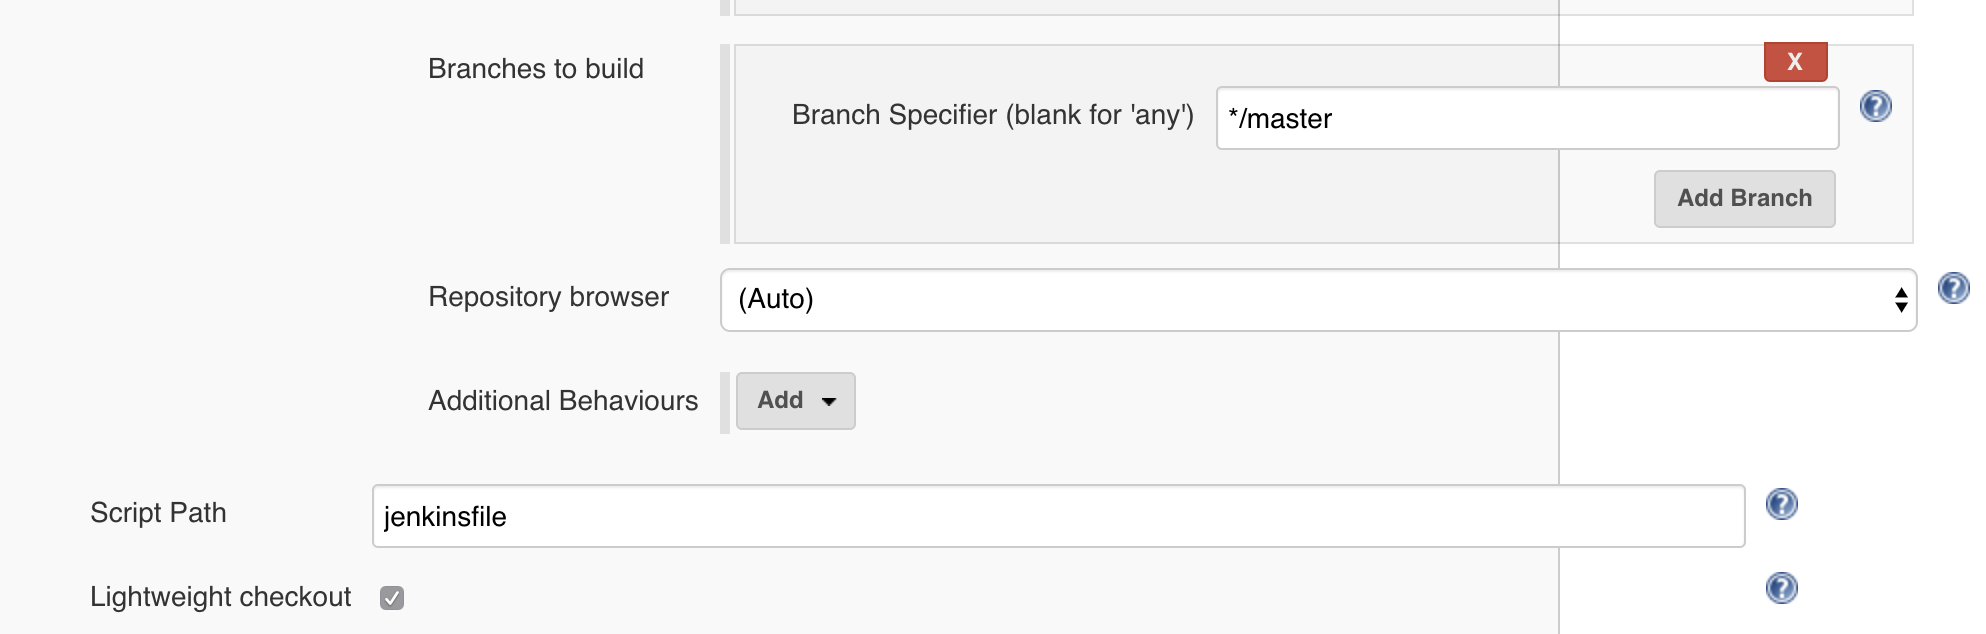 Branches to build
X
Branch Specifier (blank for 'any')
*/master
?
Add Branch
Repository browser
(Auto)
?
Additional Behaviours
Add
Script Path
jenkinsfile
?
Lightweight checkout
?